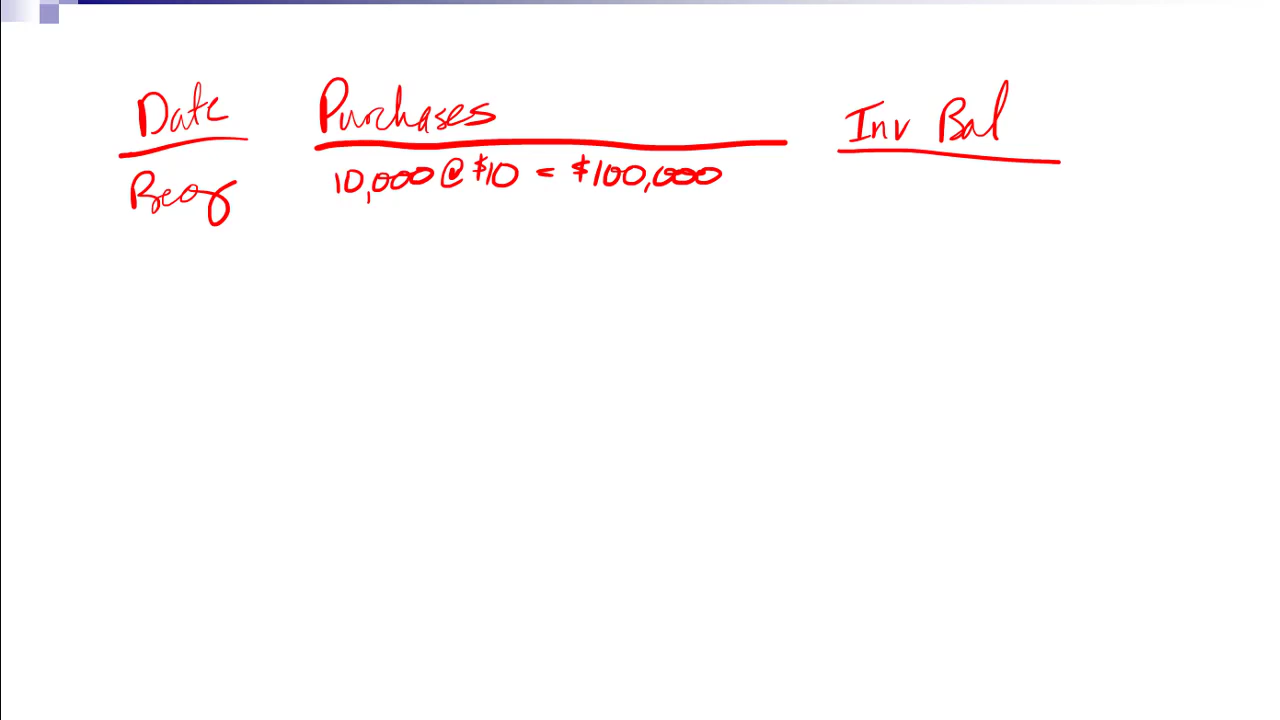 Date Purchases Inv Bal
Beg 10,000 @ $10 = $100,000